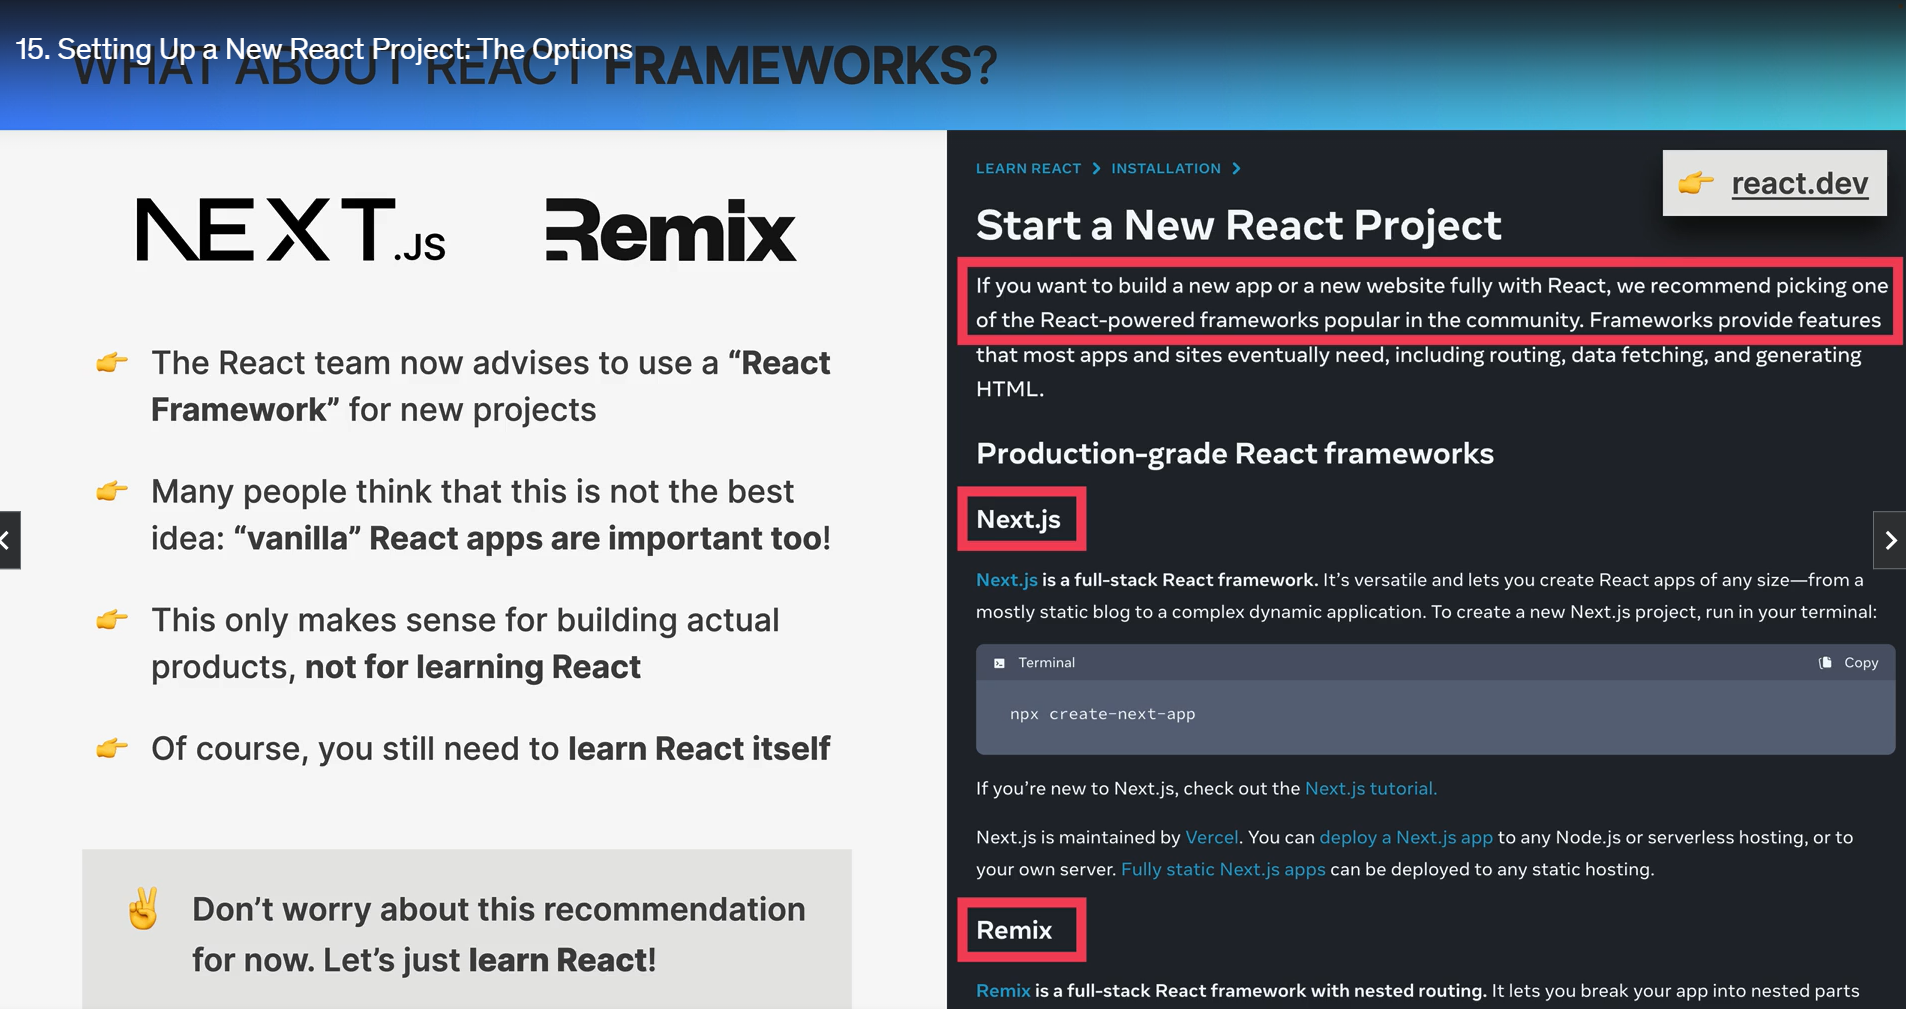 15. Setting Up a New React Project: The Options
WHAT ABOUT REACT FRAMEWORKS?
NEXT.JS
Remix
The React team now advises to use a “React
Framework” for new projects
Many people think that this is not the best
idea: “vanilla” React apps are important too!
This only makes sense for building actual
products, not for learning React
Of course, you still need to learn React itself
Don’t worry about this recommendation
for now. Let’s just learn React!
LEARN REACT > INSTALLATION >
react.dev
Start a New React Project
If you want to build a new app or a new website fully with React, we recommend picking one
of the React-powered frameworks popular in the community. Frameworks provide features
that most apps and sites eventually need, including routing, data fetching, and generating
HTML.
Production-grade React frameworks
Next.js
Next.js is a full-stack React framework. It’s versatile and lets you create React apps of any size—from a
mostly static blog to a complex dynamic application. To create a new Next.js project, run in your terminal:
Terminal
Copy
npx create-next-app
If you’re new to Next.js, check out the Next.js tutorial.
Next.js is maintained by Vercel. You can deploy a Next.js app to any Node.js or serverless hosting, or to
your own server. Fully static Next.js apps can be deployed to any static hosting.
Remix
Remix is a full-stack React framework with nested routing. It lets you break your app into nested parts